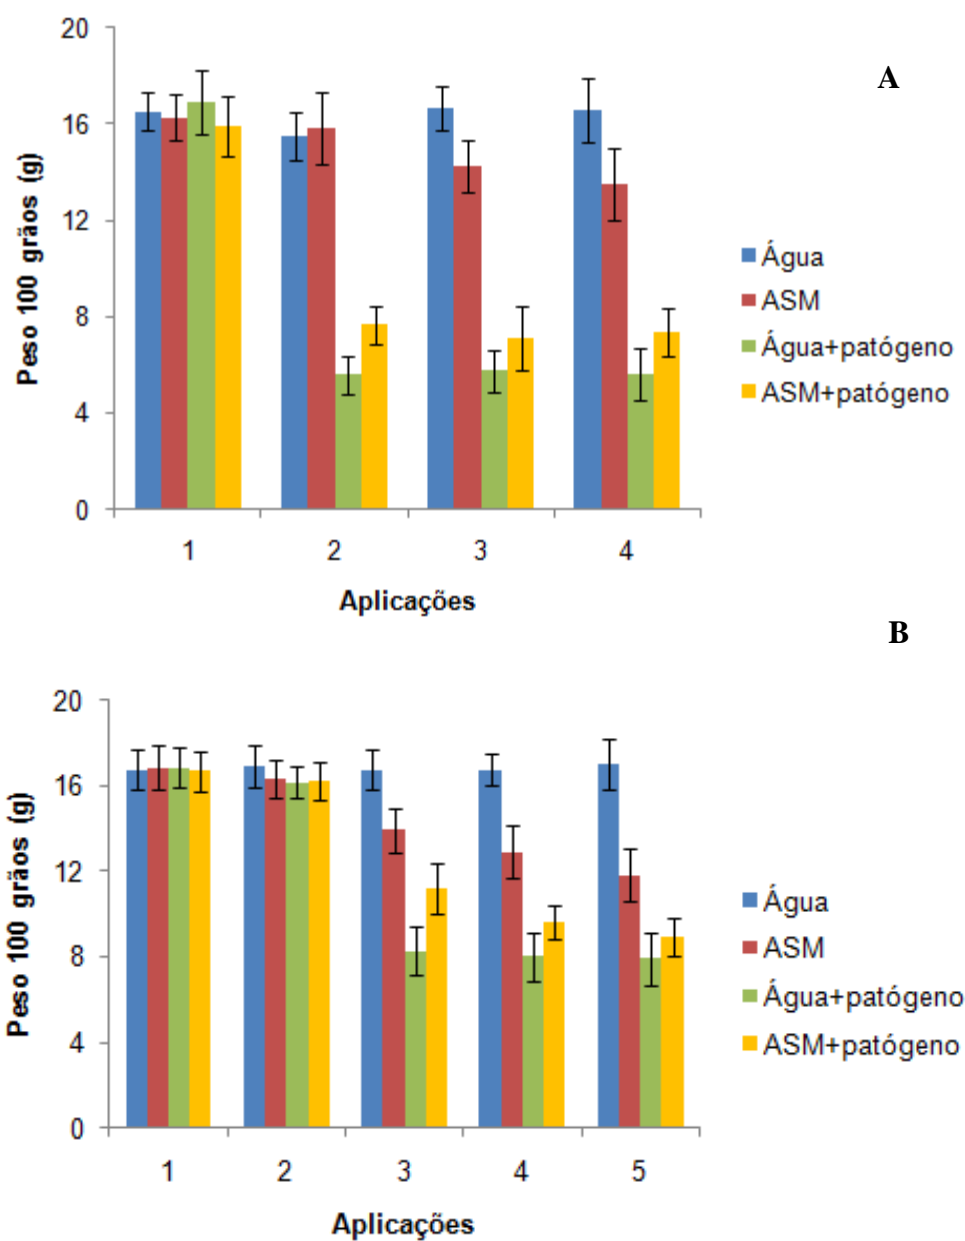 A
Peso 100 grãos (g)
20
16
12
8
4
0
1 2 3 4
Aplicações
Água
ASM
Água+patógeno
ASM+patógeno
B
Peso 100 grãos (g)
20
16
12
8
4
0
1 2 3 4 5
Aplicações
Água
ASM
Água+patógeno
ASM+patógeno